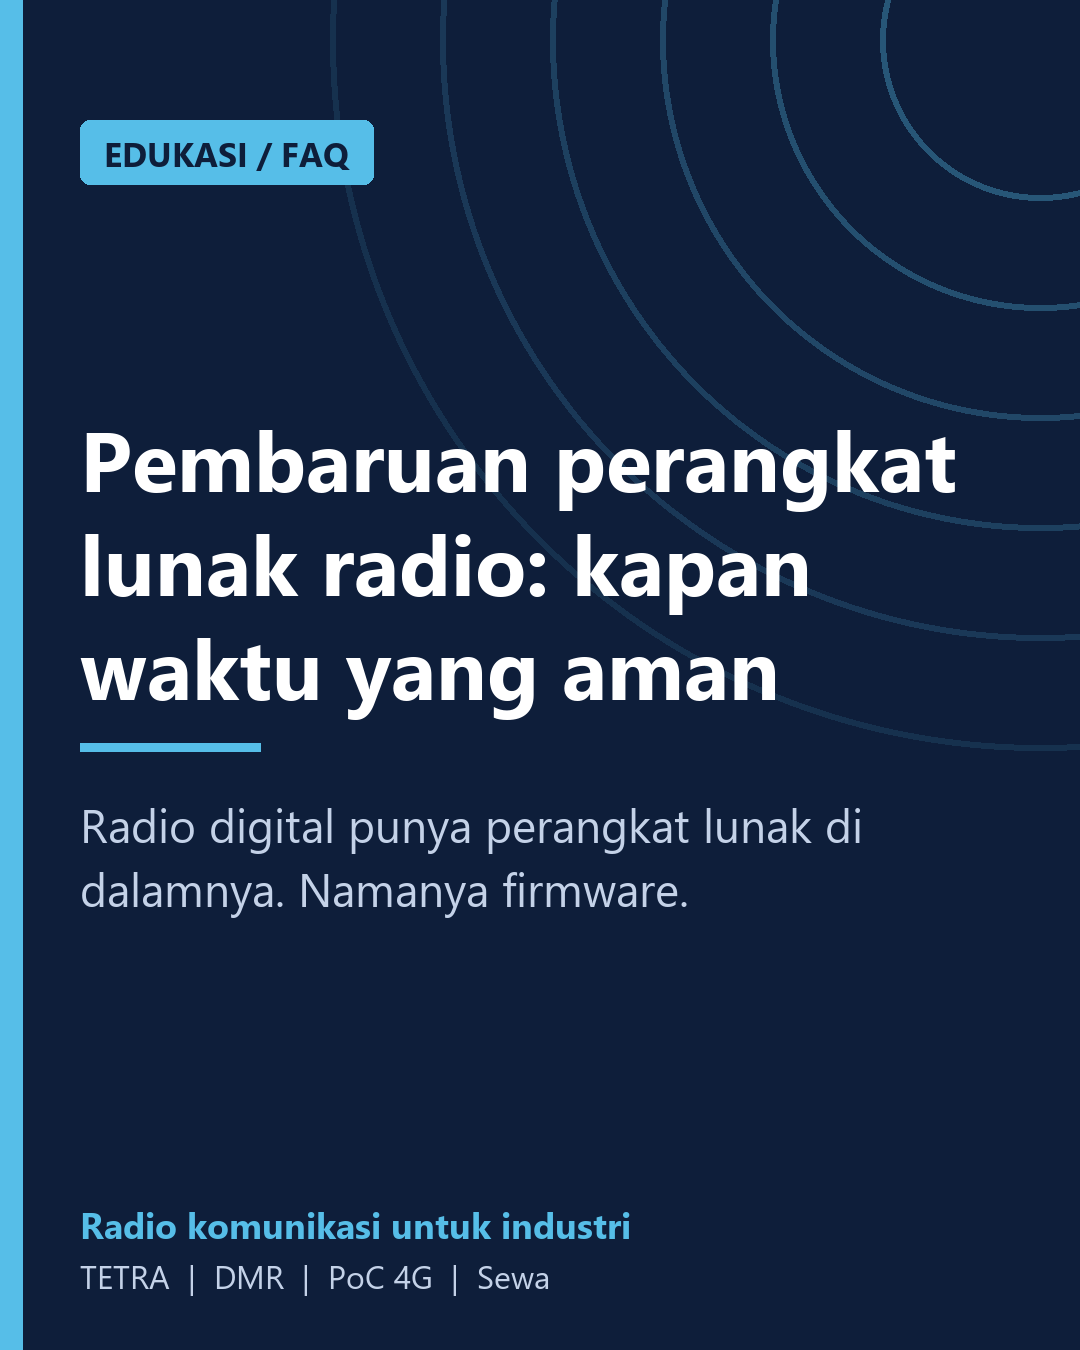 EDUKASI / FAQ
Pembaruan perangkat
lunak radio: kapan
waktu yang aman
Radio digital punya perangkat lunak di
dalamnya. Namanya firmware.
Radio komunikasi untuk industri
TETRA | DMR | PoC 4G | Sewa